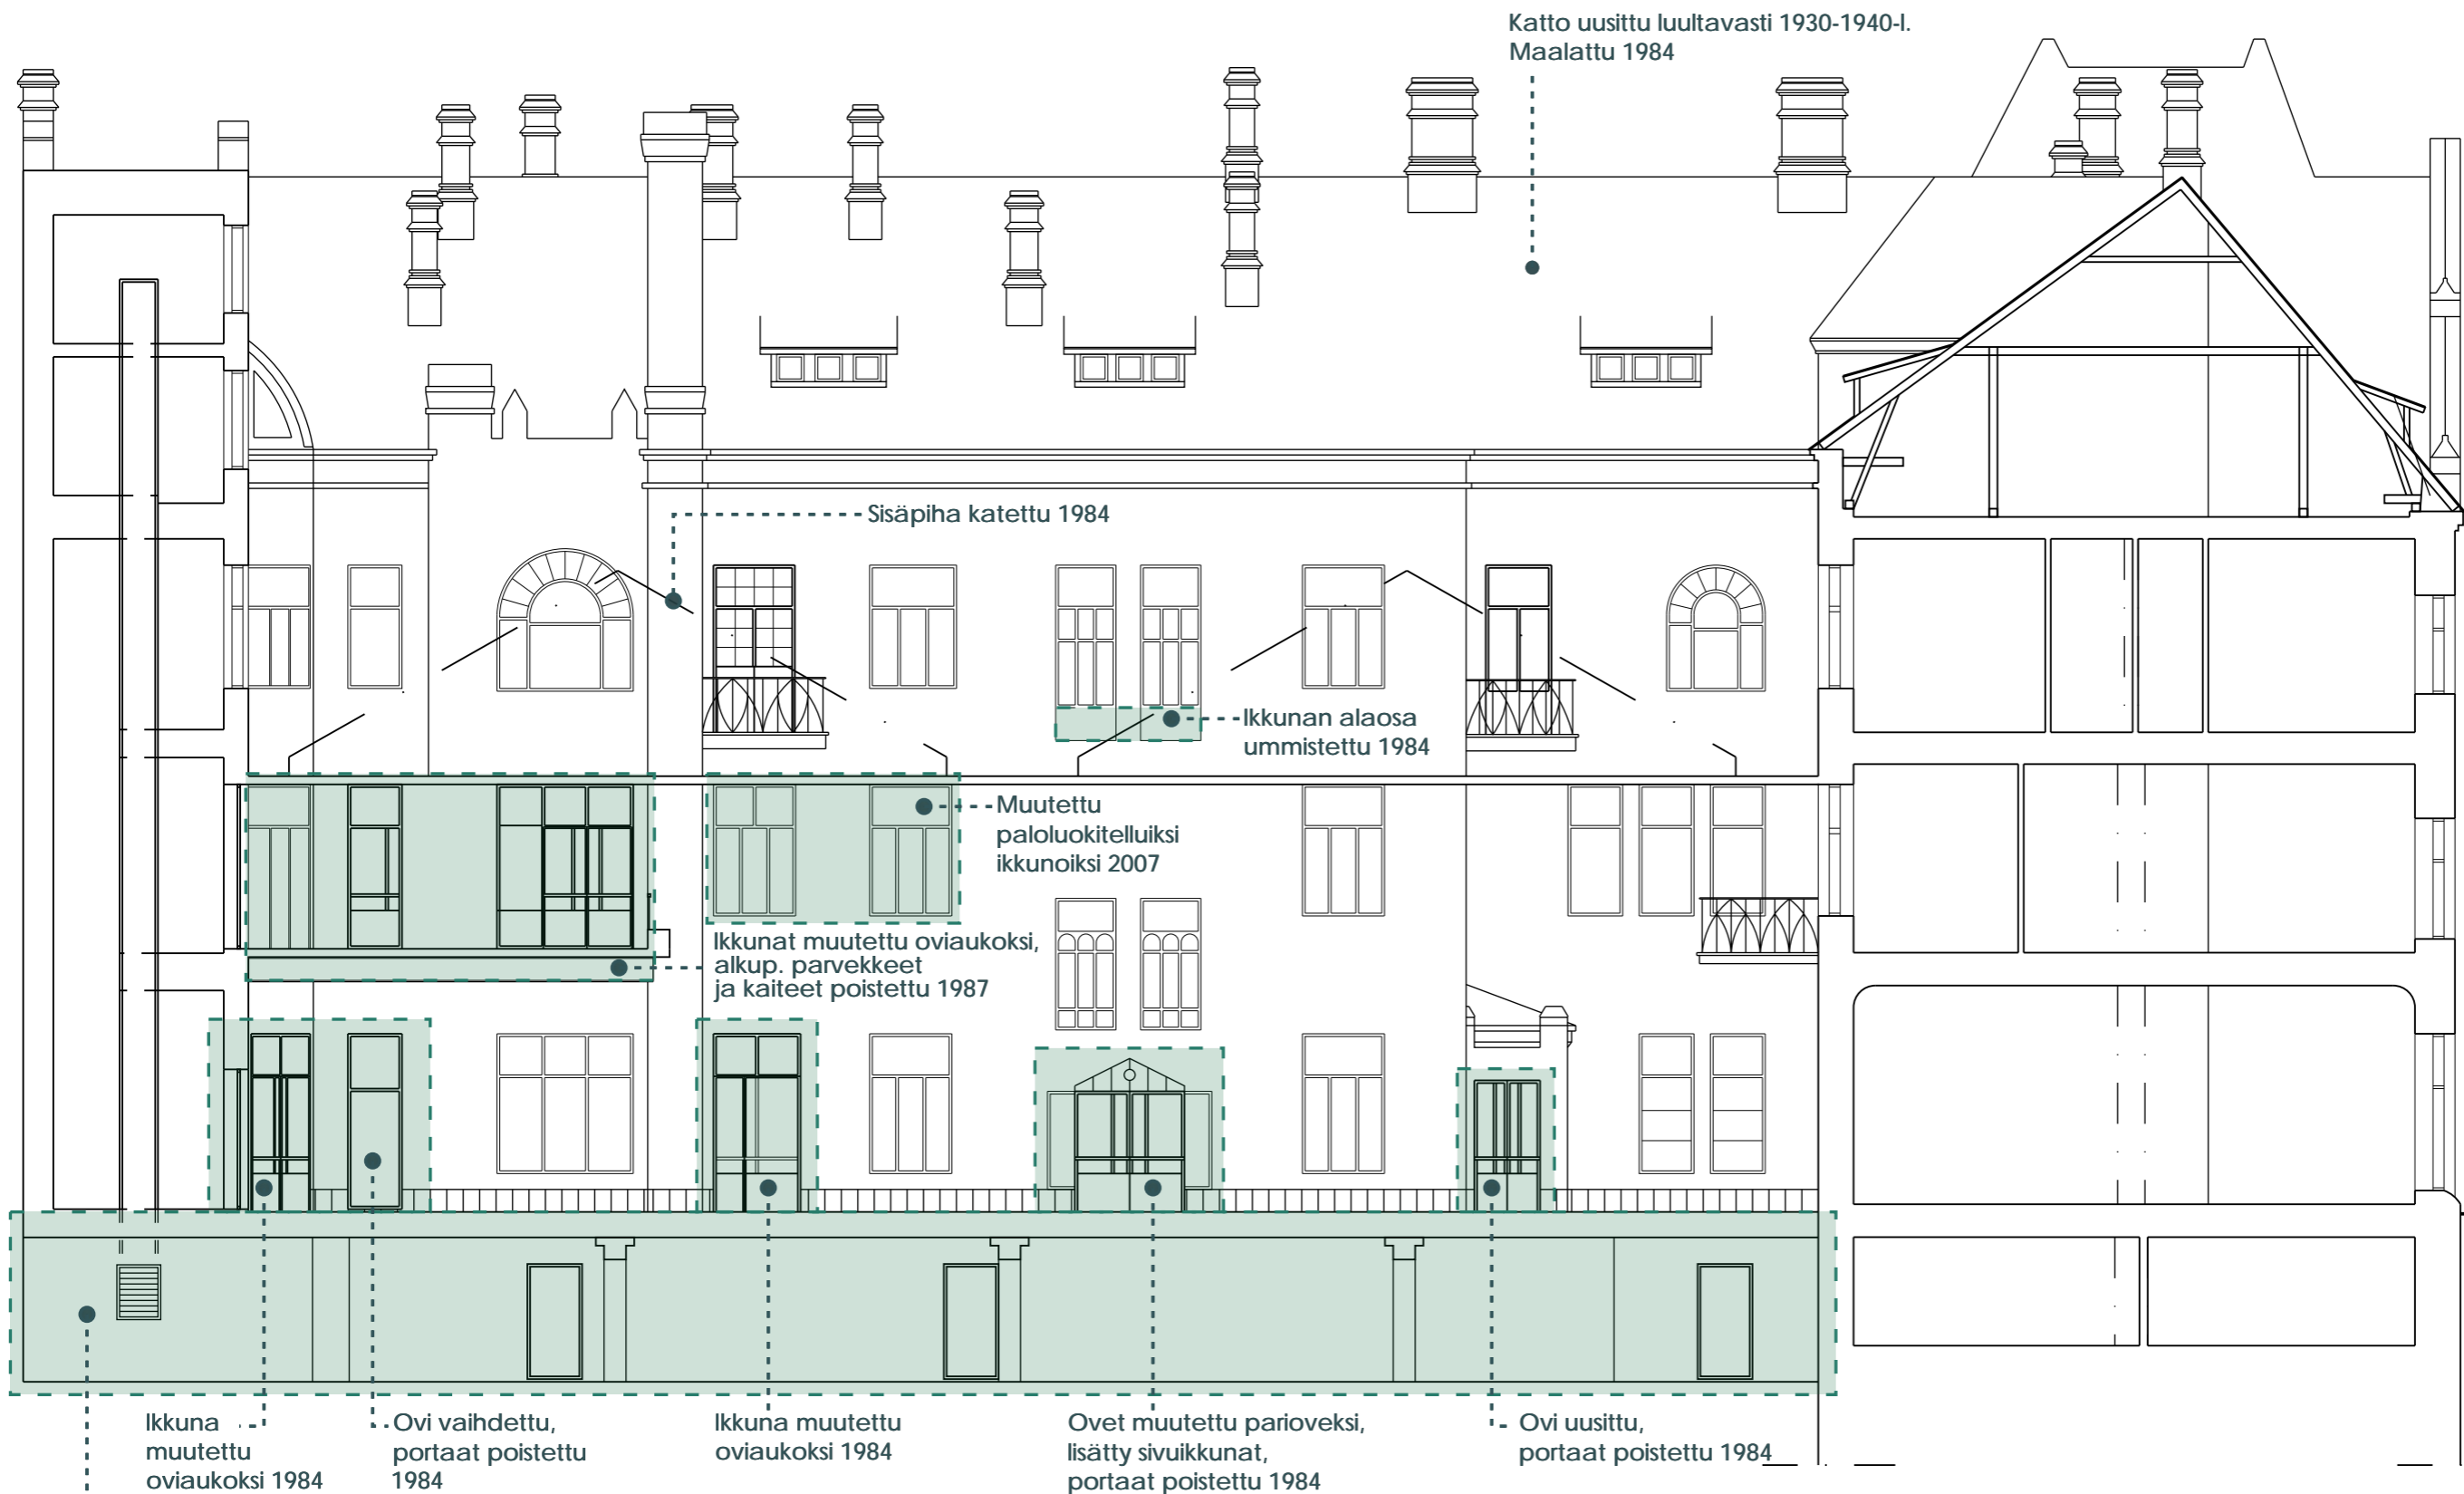 Katto uusittu luultavasti 1930-1940-l.
Maalattu 1984
Sisäpiha katettu 1984
Ikkunan alaosa
ummistettu 1984
Muutettu
paloluokitelluiksi
ikkunoiksi 2007
Ikkunat muutettu oviaukoksi,
alkup. parvekkeet
ja kaiteet poistettu 1987
Ikkuna
muutettu
oviaukoksi 1984
Ovi vaihdettu,
portaat poistettu
1984
Ikkuna muutettu
oviaukoksi 1984
Ovet muutettu parioveksi,
lisätty sivuikkunat,
portaat poistettu 1984
Ovi uusittu,
portaat poistettu 1984